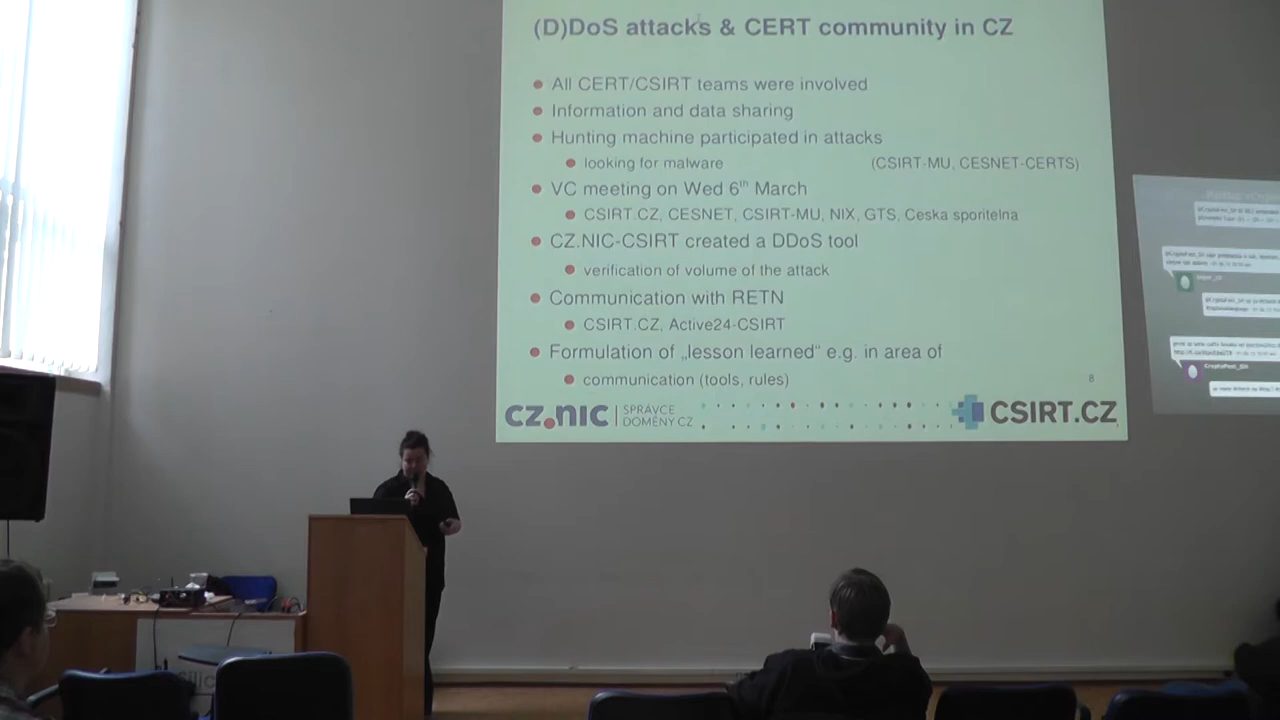 (D)DoS attacks & CERT community in CZ
All CERT/CSIRT teams were involved
Information and data sharing
Hunting machine participated in attacks
looking for malware (CSIRT-MU, CESNET-CERTS)
VC meeting on Wed 6th March
CSIRT.CZ, CESNET, CSIRT-MU, NIX, GTS, Ceska sporitelna
CZ.NIC-CSIRT created a DDoS tool
verification of volume of the attack
Communication with RETN
CSIRT.CZ, Active24-CSIRT
Formulation of „lesson learned“ e.g. in area of
communication (tools, rules)
8
CZ.NIC | SPRÁVCE DOMÉNY CZ
CSIRT.CZ